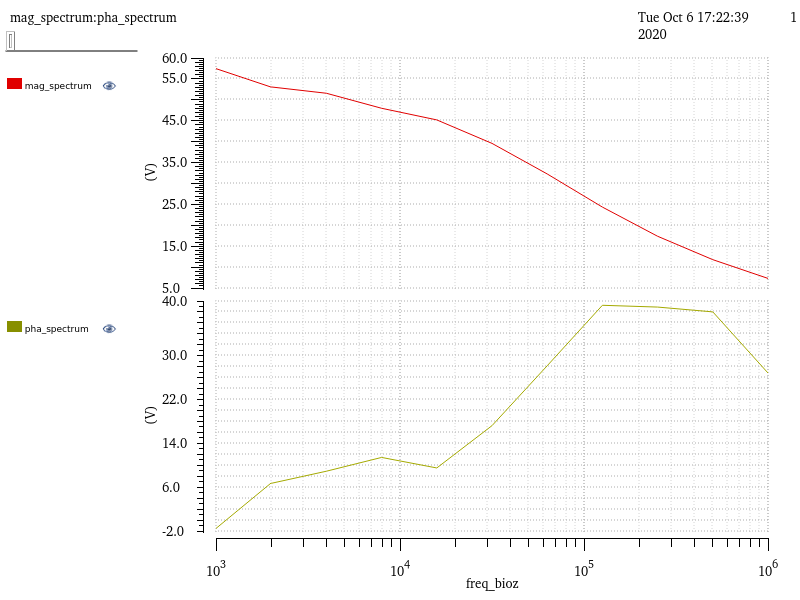 mag_spectrum:pha_spectrum
Tue Oct 6 17:22:39 1
2020
mag_spectrum
60.0
55.0
45.0
35.0
25.0
15.0
5.0
(V)
pha_spectrum
40.0
30.0
22.0
14.0
6.0
-2.0
(V)
10³ 10⁴ 10⁵ 10⁶
freq_bioz